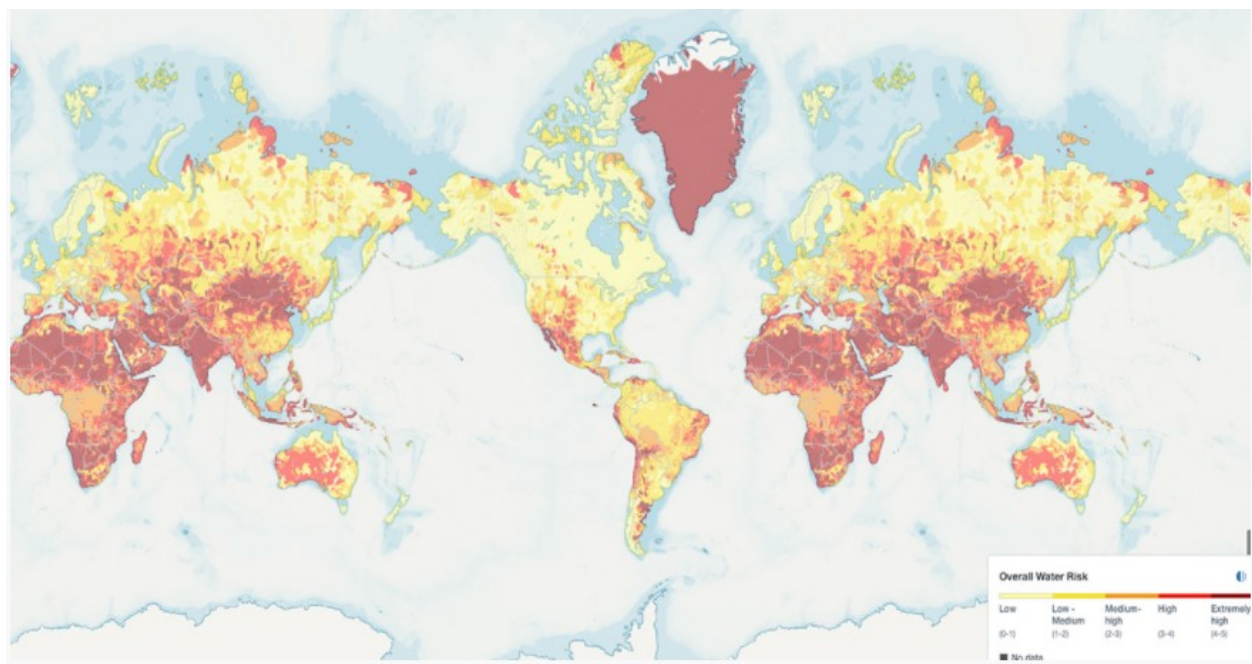 Overall Water Risk
Low Low - Medium- High Extremely
Medium high high
(0-1) (1-2) (2-3) (3-4) (4-5)
No data